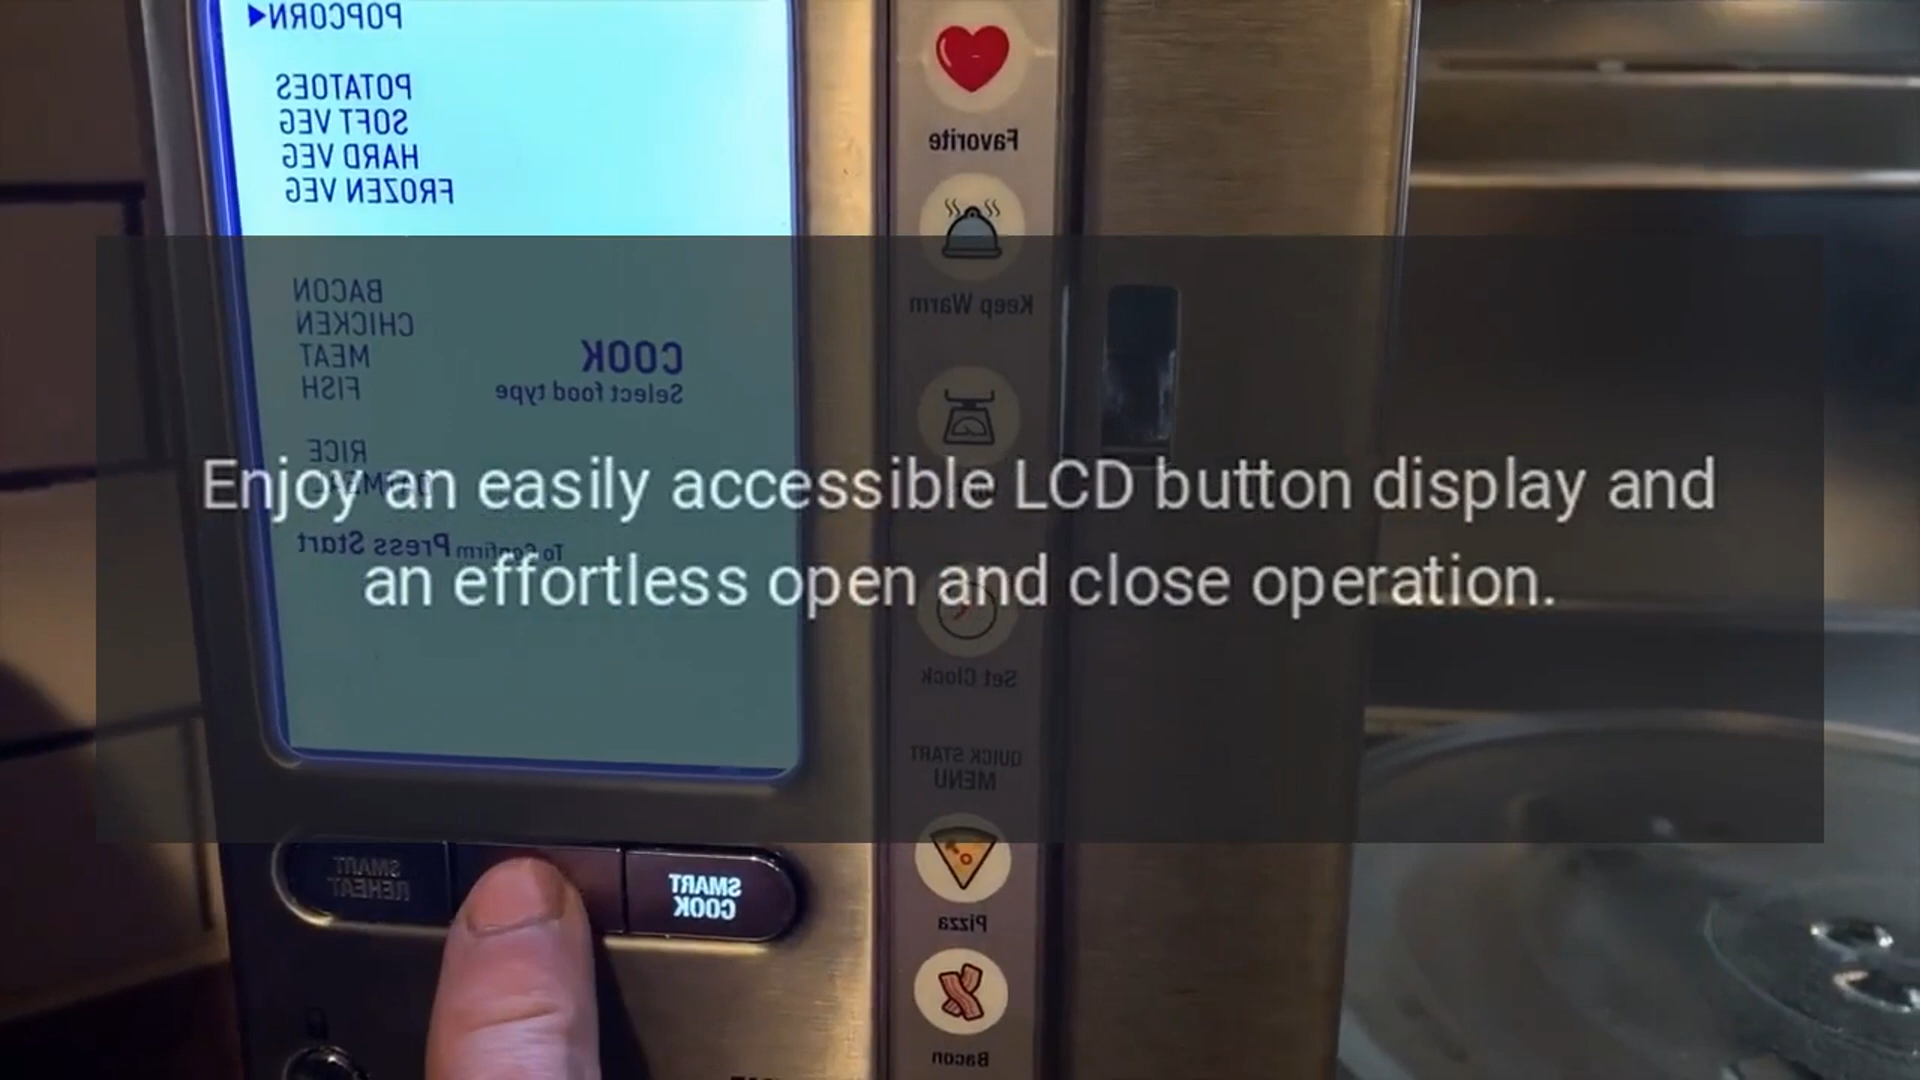 POPCORN
POTATOES
SOFT VEG
HARD VEG
FROZEN VEG
BACON
CHICKEN
MEAT
FISH
RICE
COOK
Select food type
To Confirm Press Start
Favorite
Keep Warm
Set Clock
QUICK START
MENU
Pizza
Bacon
SMART
REHEAT
SMART
COOK
Enjoy an easily accessible LCD button display and
an effortless open and close operation.